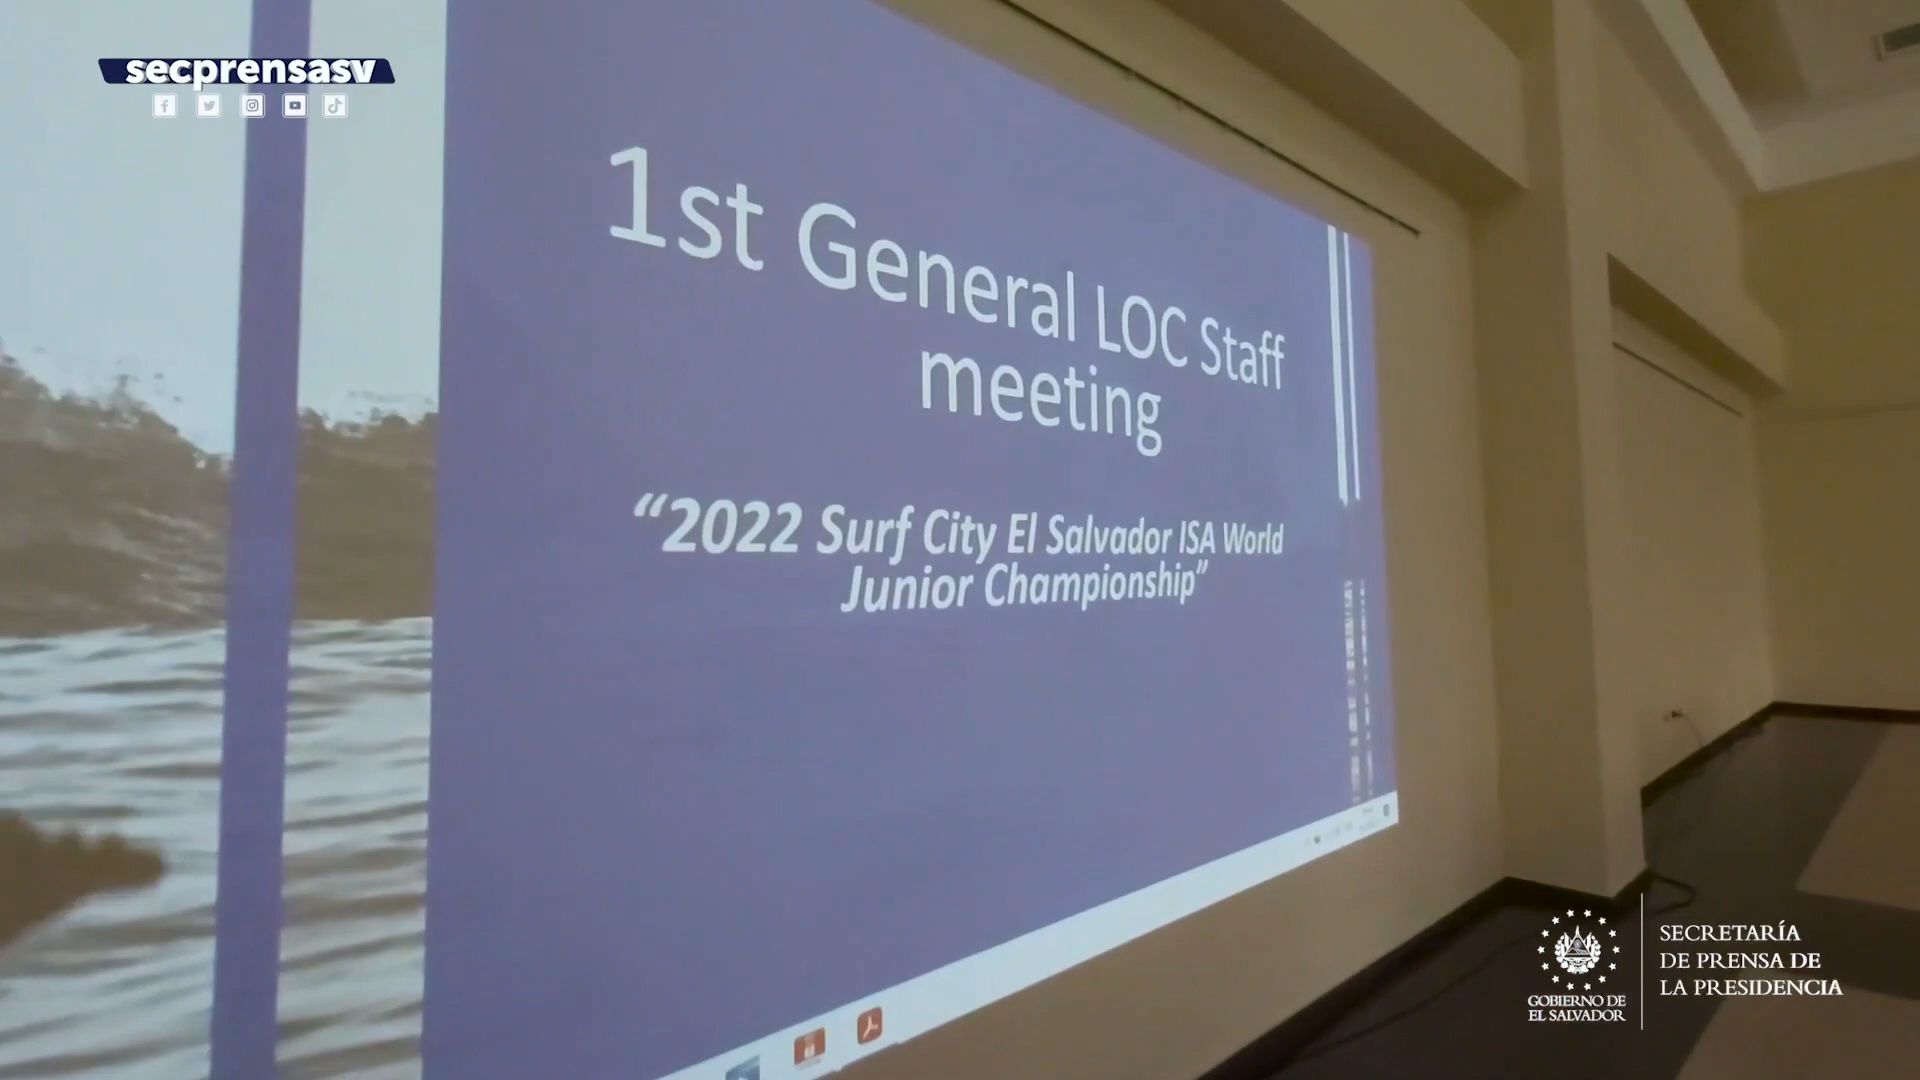 secprensasv
1st General LOC Staff
meeting
“2022 Surf City El Salvador ISA World
Junior Championship”
GOBIERNO DE
EL SALVADOR
SECRETARÍA
DE PRENSA DE
LA PRESIDENCIA